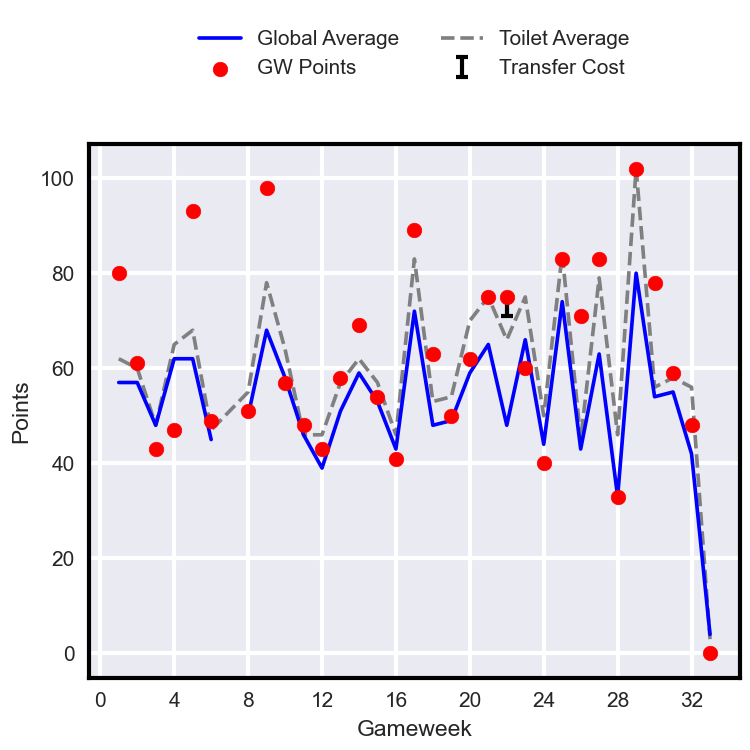 Global Average
Toilet Average
GW Points
Transfer Cost
100
80
60
40
20
0
Points
0 4 8 12 16 20 24 28 32
Gameweek